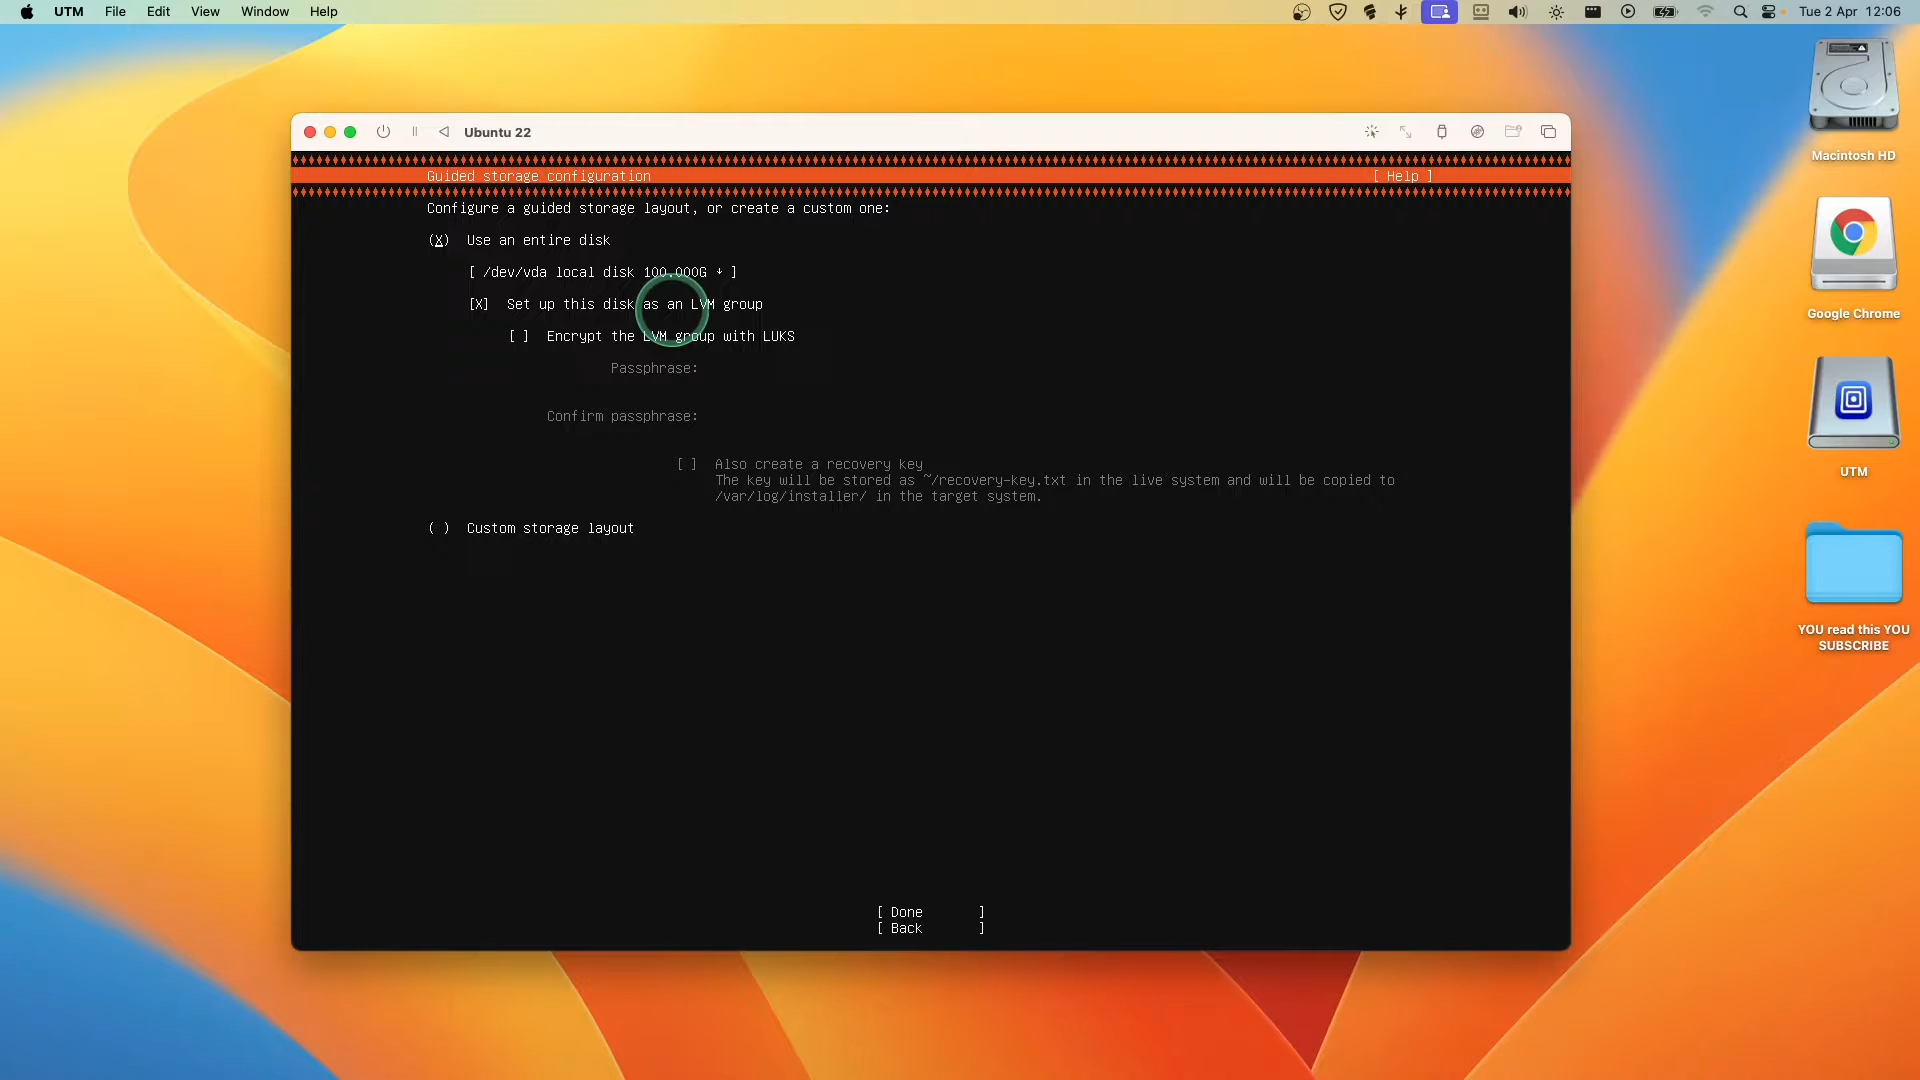 UTM File Edit View Window Help
Tue 2 Apr 12:06
Ubuntu 22
Guided storage configuration
[ Help ]
Configure a guided storage layout, or create a custom one:
(X) Use an entire disk
[ /dev/vda local disk 100.000G ↓ ]
[X] Set up this disk as an LVM group
[ ] Encrypt the LVM group with LUKS
Passphrase:
Confirm passphrase:
[ ] Also create a recovery key
The key will be stored as ~/recovery-key.txt in the live system and will be copied to
/var/log/installer/ in the target system.
( ) Custom storage layout
[ Done ]
[ Back ]
Macintosh HD
Google Chrome
UTM
YOU read this YOU
SUBSCRIBE